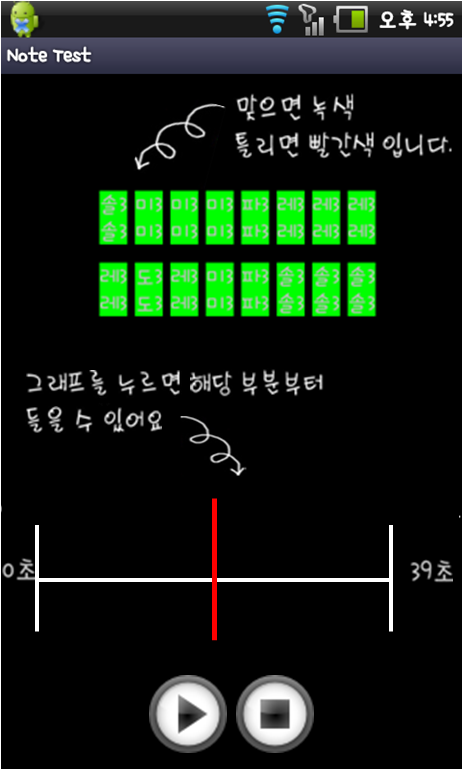 오후 4:55
Note Test
맞으면 녹색
틀리면 빨간색 입니다.
솔3 미3 미3 미3 파3 레3 레3 레3
솔3 미3 미3 미3 파3 레3 레3 레3
레3 도3 레3 미3 파3 솔3 솔3 솔3
레3 도3 레3 미3 파3 솔3 솔3 솔3
그래프를 누르면 해당 부분부터
들을 수 있어요
0초 39초